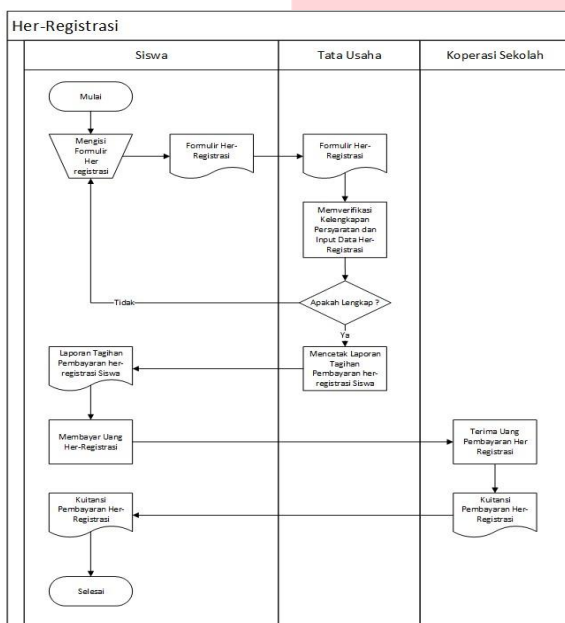 Her-Registrasi
Siswa
Tata Usaha
Koperasi Sekolah
Mulai
Mengisi
Formulir
Her
registrasi
Formulir Her-
Registrasi
Formulir Her-
Registrasi
Memverifikasi
Kelengkapan
Persyaratan dan
Input Data Her-
Registrasi
Apakah Lengkap ?
Tidak
Ya
Mencetak Laporan
Tagihan
Pembayaran her-
registrasi Siswa
Laporan Tagihan
Pembayaran her-
registrasi Siswa
Membayar Uang
Her-Registrasi
Terima Uang
Pembayaran Her
Registrasi
Kuitansi
Pembayaran Her-
Registrasi
Kuitansi
Pembayaran Her-
Registrasi
Selesai